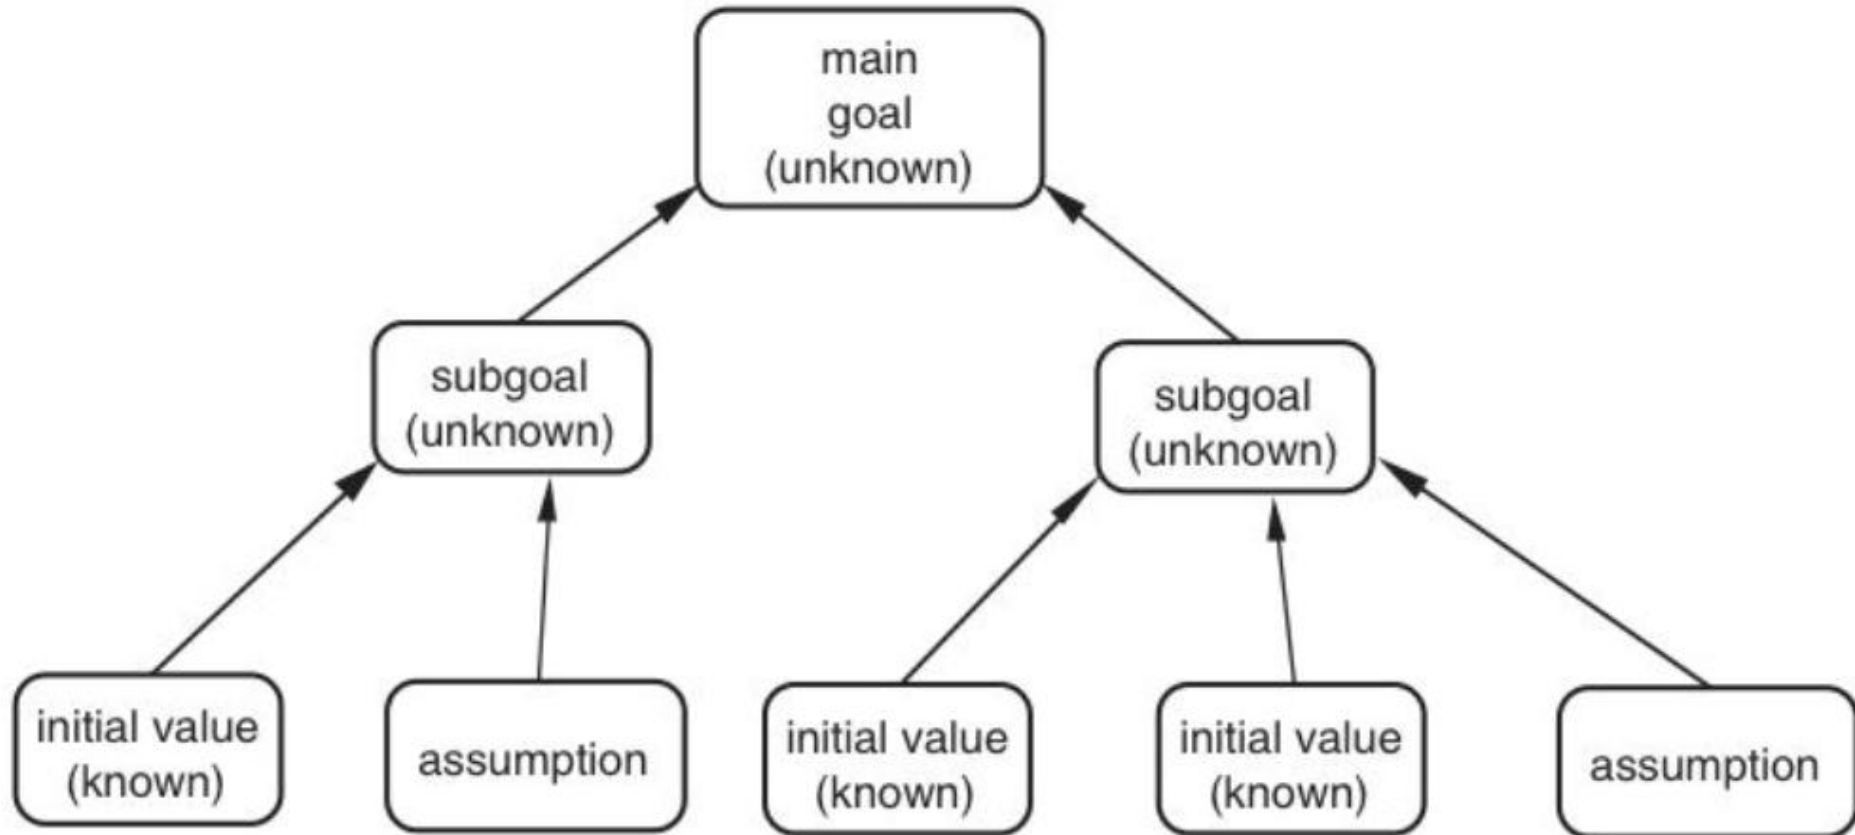 main
goal
(unknown)
subgoal
(unknown)
subgoal
(unknown)
initial value
(known)
assumption
initial value
(known)
initial value
(known)
assumption